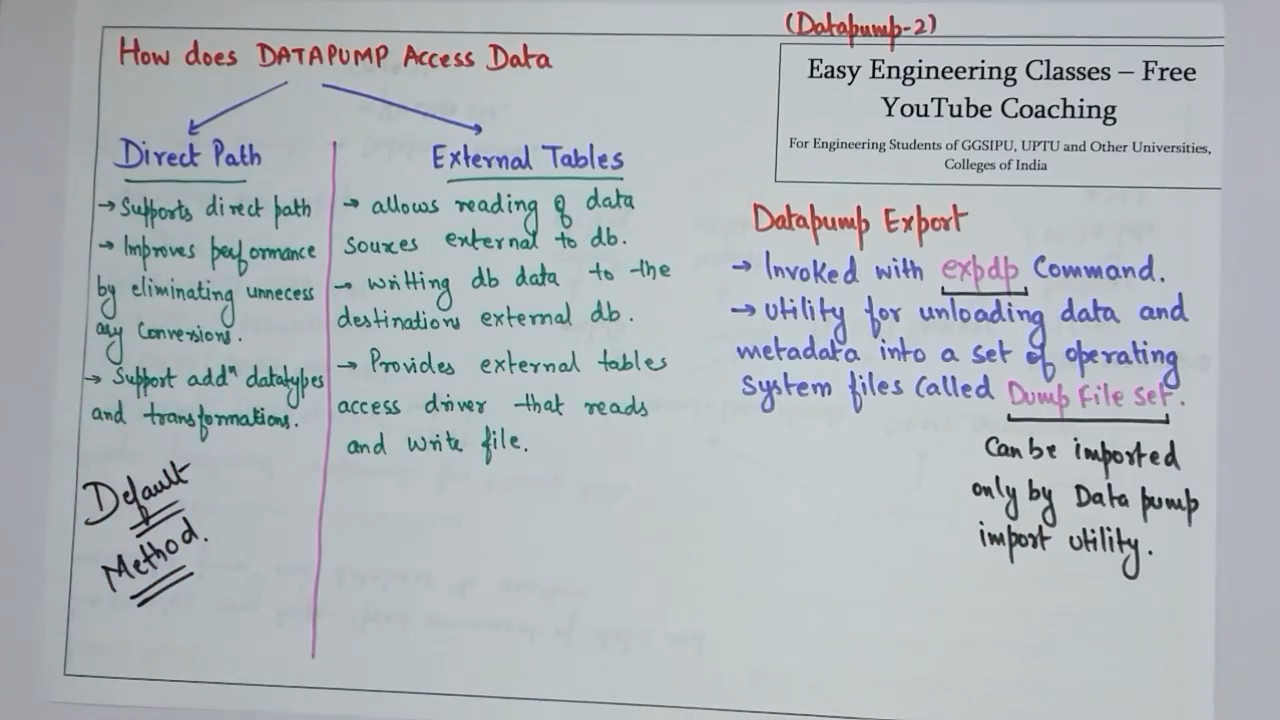 (Datapump-2)
How does DATAPUMP Access Data
Easy Engineering Classes – Free
YouTube Coaching
For Engineering Students of GGSIPU, UPTU and Other Universities,
Colleges of India
Direct Path
→ Supports direct path
→ Improves performance
by eliminating unnecess
ary Conversions.
→ Support addⁿ datatypes
and transformations.
Default
Method.
External Tables
→ allows reading of data
sources external to db.
→ writting db data to the
destinations external db.
→ Provides external tables
access driver that reads
and write file.
Datapump Export
→ Invoked with expdp Command.
→ Utility for unloading data and
metadata into a set of operating
System files Called Dump File set.
Can be imported
only by Data pump
import utility.